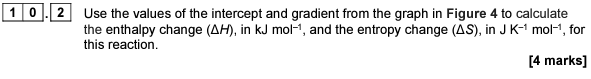 1 0 . 2 Use the values of the intercept and gradient from the graph in Figure 4 to calculate
the enthalpy change (ΔH), in kJ mol⁻¹, and the entropy change (ΔS), in J K⁻¹ mol⁻¹, for
this reaction.
[4 marks]